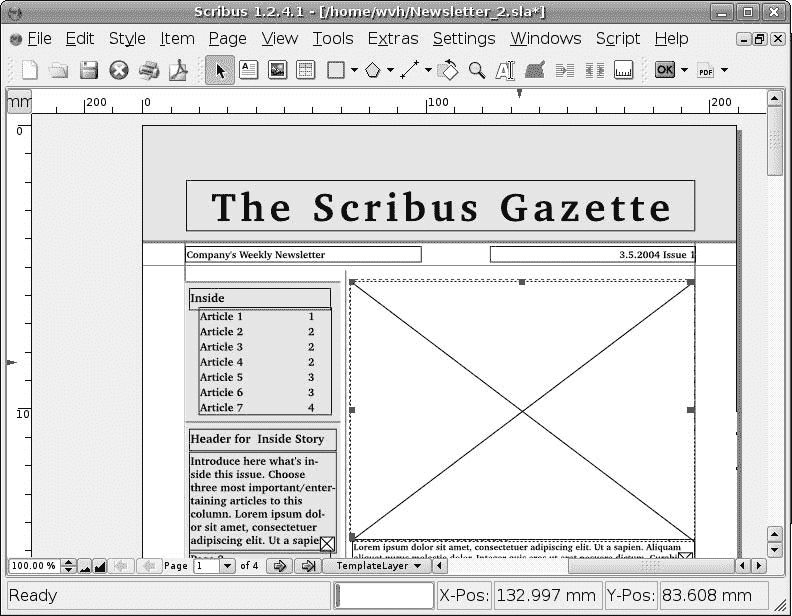 Scribus 1.2.4.1 - [/home/wvh/Newsletter_2.sla*]
File Edit Style Item Page View Tools Extras Settings Windows Script Help
OK PDF
mm 200 0 100 200
0
The Scribus Gazette
Company's Weekly Newsletter 3.5.2004 Issue 1
Inside
Article 1 1
Article 2 2
Article 3 2
Article 4 2
Article 5 3
Article 6 3
Article 7 4
10
Header for Inside Story
Introduce here what's in-
side this issue. Choose
three most important/enter-
taining articles to this
column. Lorem ipsum dol-
or sit amet, consectetuer
adipiscing elit. Ut a sapie
Lorem ipsum dolor sit amet, consectetuer adipiscing elit. Ut a sapien. Aliquam
100.00 % Page 1 of 4 TemplateLayer
Ready X-Pos: 132.997 mm Y-Pos: 83.608 mm